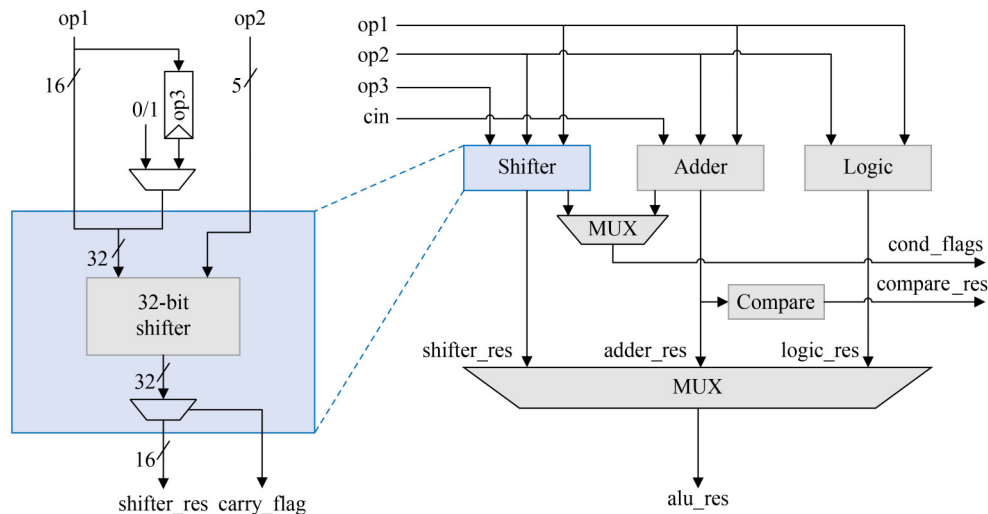 op1
op2
16
5
op3
0/1
32
32-bit
shifter
32
16
shifter_res
carry_flag
op1
op2
op3
cin
Shifter
Adder
Logic
MUX
cond_flags
compare_res
Compare
shifter_res
adder_res
logic_res
MUX
alu_res